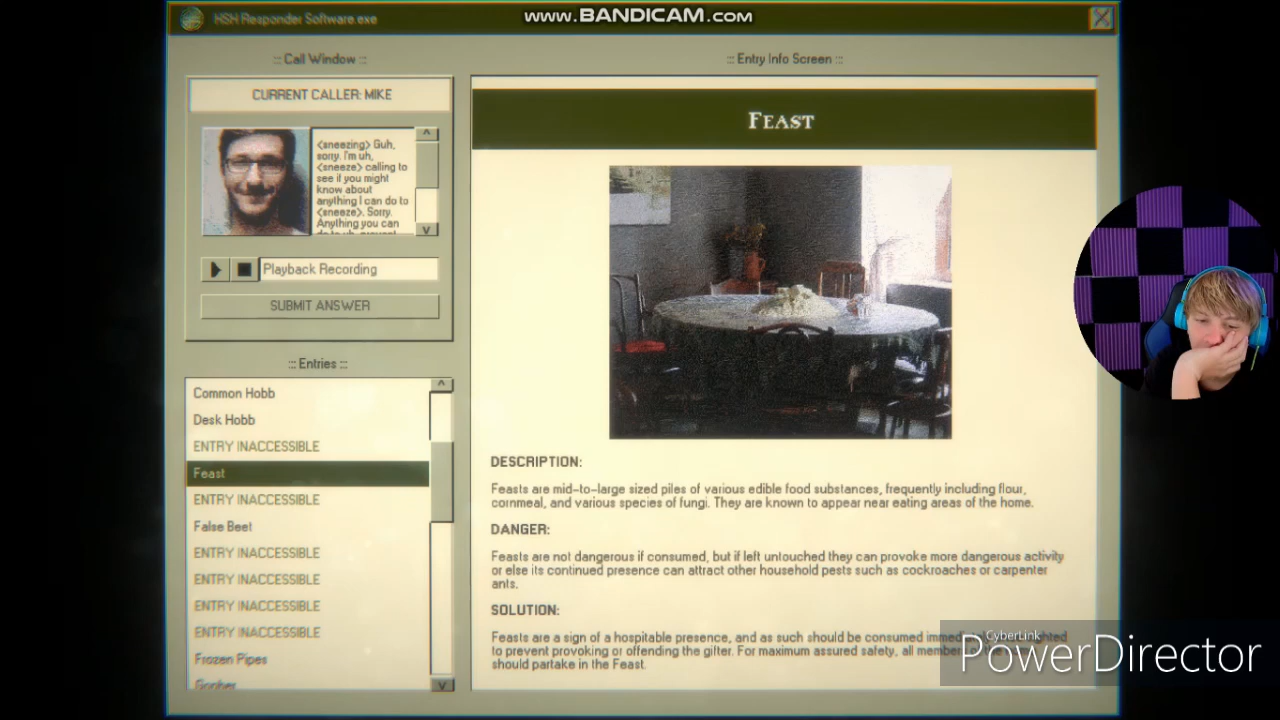 www.BANDICAM.com
HSH Responder Software.exe
::: Call Window :::
CURRENT CALLER: MIKE
<sneezing> Guh,
sorry. I'm uh,
<sneeze> calling to
see if you might
know about
anything I can do to
<sneeze>. Sorry.
Anything you can
Playback Recording
SUBMIT ANSWER
::: Entries :::
Common Hobb
Desk Hobb
ENTRY INACCESSIBLE
Feast
ENTRY INACCESSIBLE
False Beet
ENTRY INACCESSIBLE
ENTRY INACCESSIBLE
ENTRY INACCESSIBLE
ENTRY INACCESSIBLE
Frozen Pipes
::: Entry Info Screen :::
FEAST
DESCRIPTION:
Feasts are mid-to-large sized piles of various edible food substances, frequently including flour,
cornmeal, and various species of fungi. They are known to appear near eating areas of the home.
DANGER:
Feasts are not dangerous if consumed, but if left untouched they can provoke more dangerous activity
or else its continued presence can attract other household pests such as cockroaches or carpenter
ants.
SOLUTION:
Feasts are a sign of a hospitable presence, and as such should be consumed
to prevent provoking or offending the gifter. For maximum assured safety, all
should partake in the Feast.
CyberLink
PowerDirector